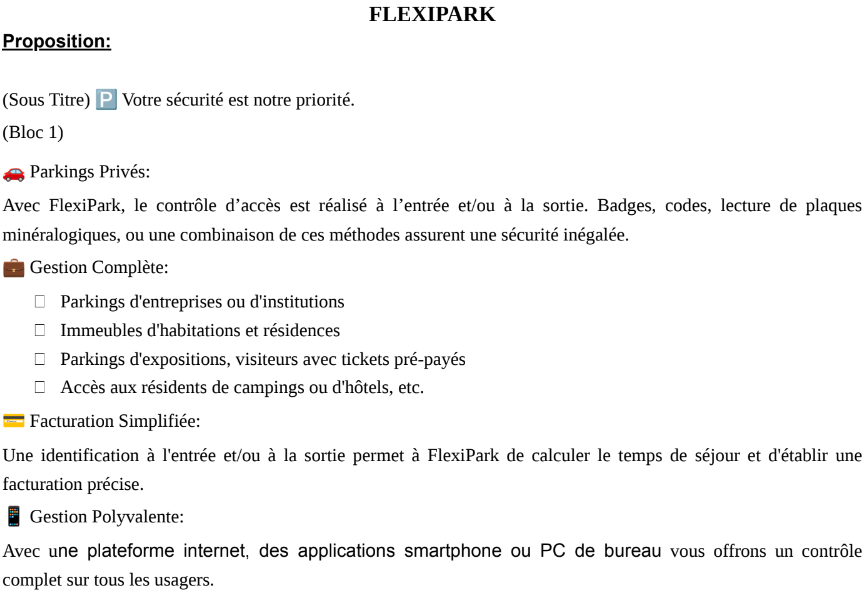 FLEXIPARK
Proposition:
(Sous Titre) 🅿️ Votre sécurité est notre priorité.
(Bloc 1)
🚗 Parkings Privés:
Avec FlexiPark, le contrôle d’accès est réalisé à l’entrée et/ou à la sortie. Badges, codes, lecture de plaques
minéralogiques, ou une combinaison de ces méthodes assurent une sécurité inégalée.
💼 Gestion Complète:
Parkings d'entreprises ou d'institutions
Immeubles d'habitations et résidences
Parkings d'expositions, visiteurs avec tickets pré-payés
Accès aux résidents de campings ou d'hôtels, etc.
💳 Facturation Simplifiée:
Une identification à l'entrée et/ou à la sortie permet à FlexiPark de calculer le temps de séjour et d'établir une
facturation précise.
📱 Gestion Polyvalente:
Avec une plateforme internet, des applications smartphone ou PC de bureau vous offrons un contrôle
complet sur tous les usagers.